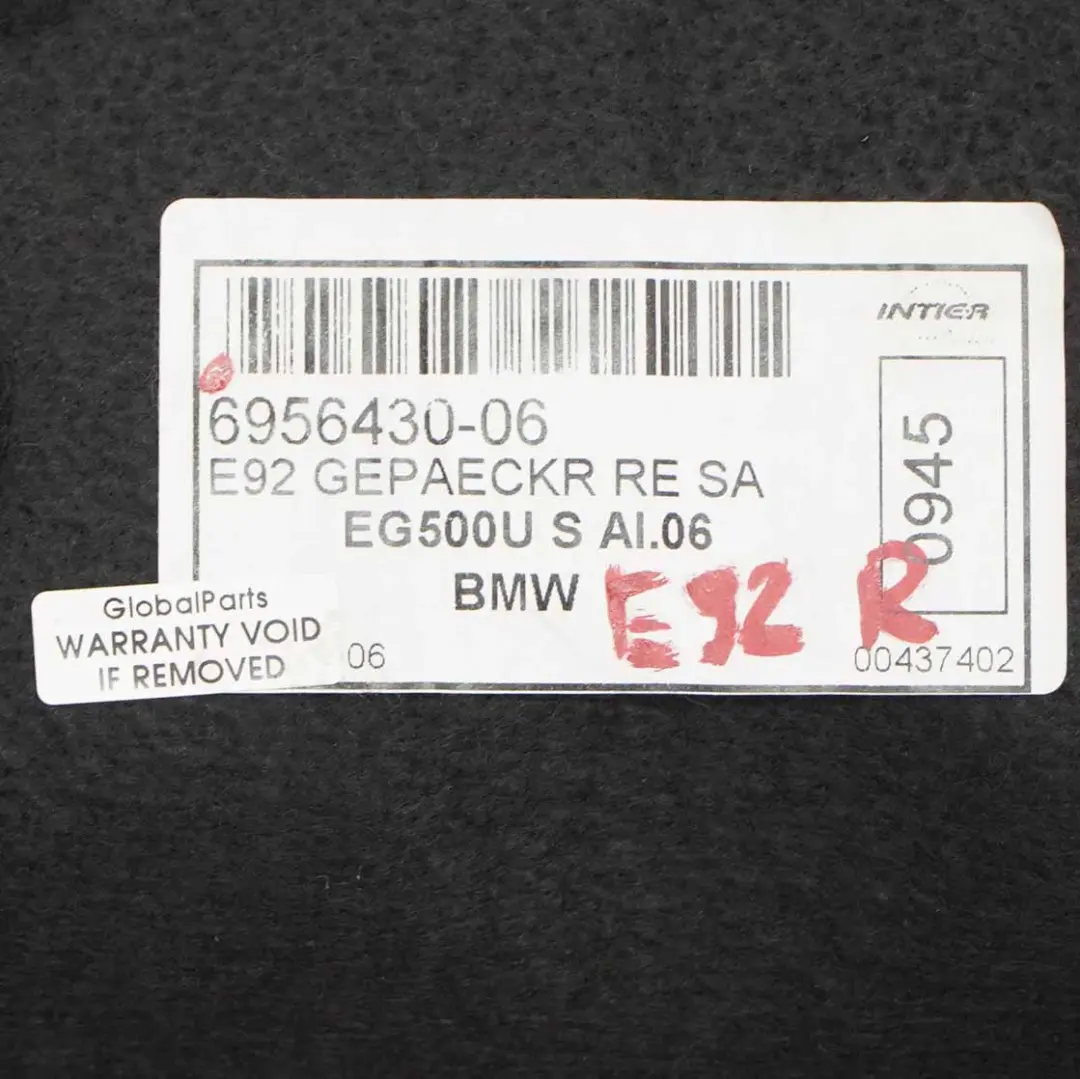 INTIER
6956430-06
0945
E92 GEPAECKR RE SA
EG500U S AI.06
BMW
E92 R
GlobalParts
WARRANTY VOID
IF REMOVED
06
00437402